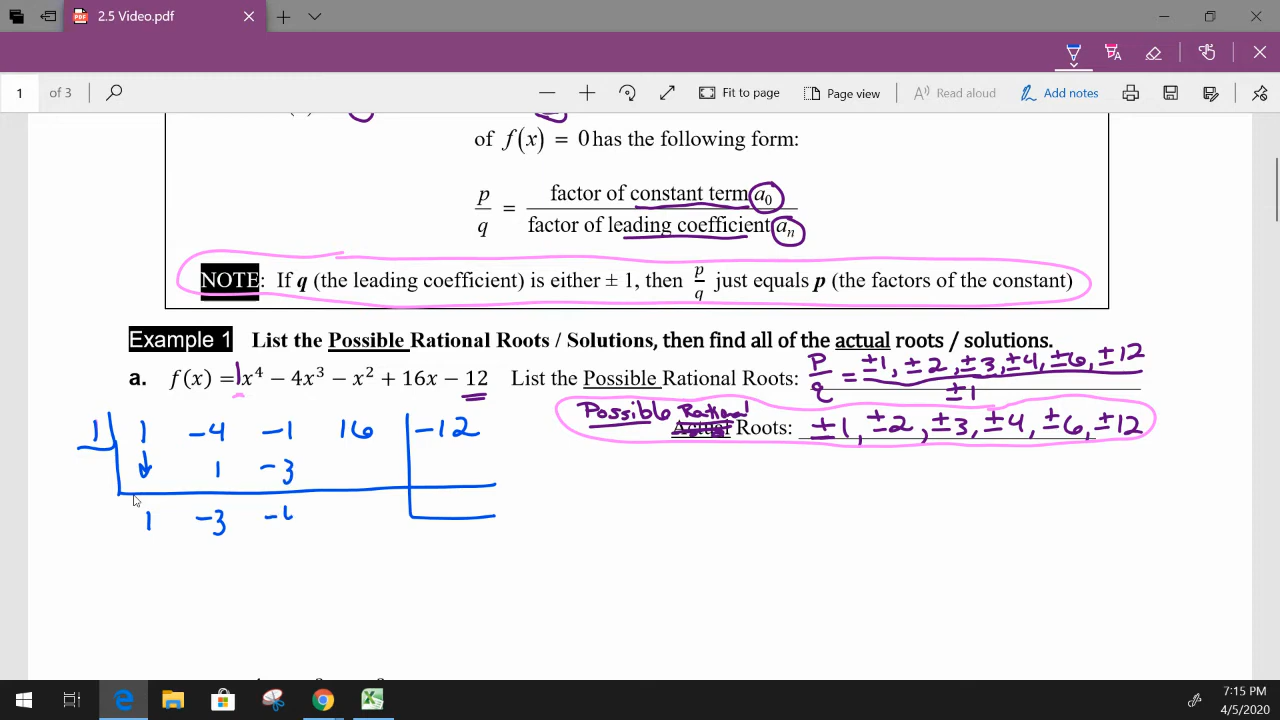 2.5 Video.pdf
1 of 3 Fit to page Page view Read aloud Add notes
of f(x) = 0 has the following form:
p/q = factor of constant term a₀ / factor of leading coefficient aₙ
NOTE: If q (the leading coefficient) is either ± 1, then p/q just equals p (the factors of the constant)
Example 1 List the Possible Rational Roots / Solutions, then find all of the actual roots / solutions.
a. f(x) = 1x⁴ − 4x³ − x² + 16x − 12 List the Possible Rational Roots: P/q = ±1, ±2, ±3, ±4, ±6, ±12 / ±1
Possible Rational Actual Roots: ±1, ±2, ±3, ±4, ±6, ±12
1 1 -4 -1 16 -12
1 -3
1 -3 -4
7:15 PM
4/5/2020